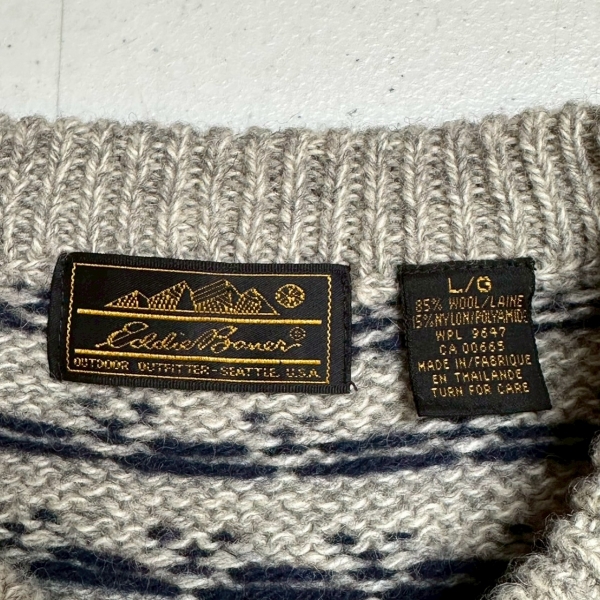 Eddie Bauer
OUTDOOR OUTFITTER-SEATTLE U.S.A.
L/G
85% WOOL/LAINE
15% NYLON/POLYAMIDE
WPL 9647
CA 00665
MADE IN/FABRIQUE
EN THAILANDE
TURN FOR CARE